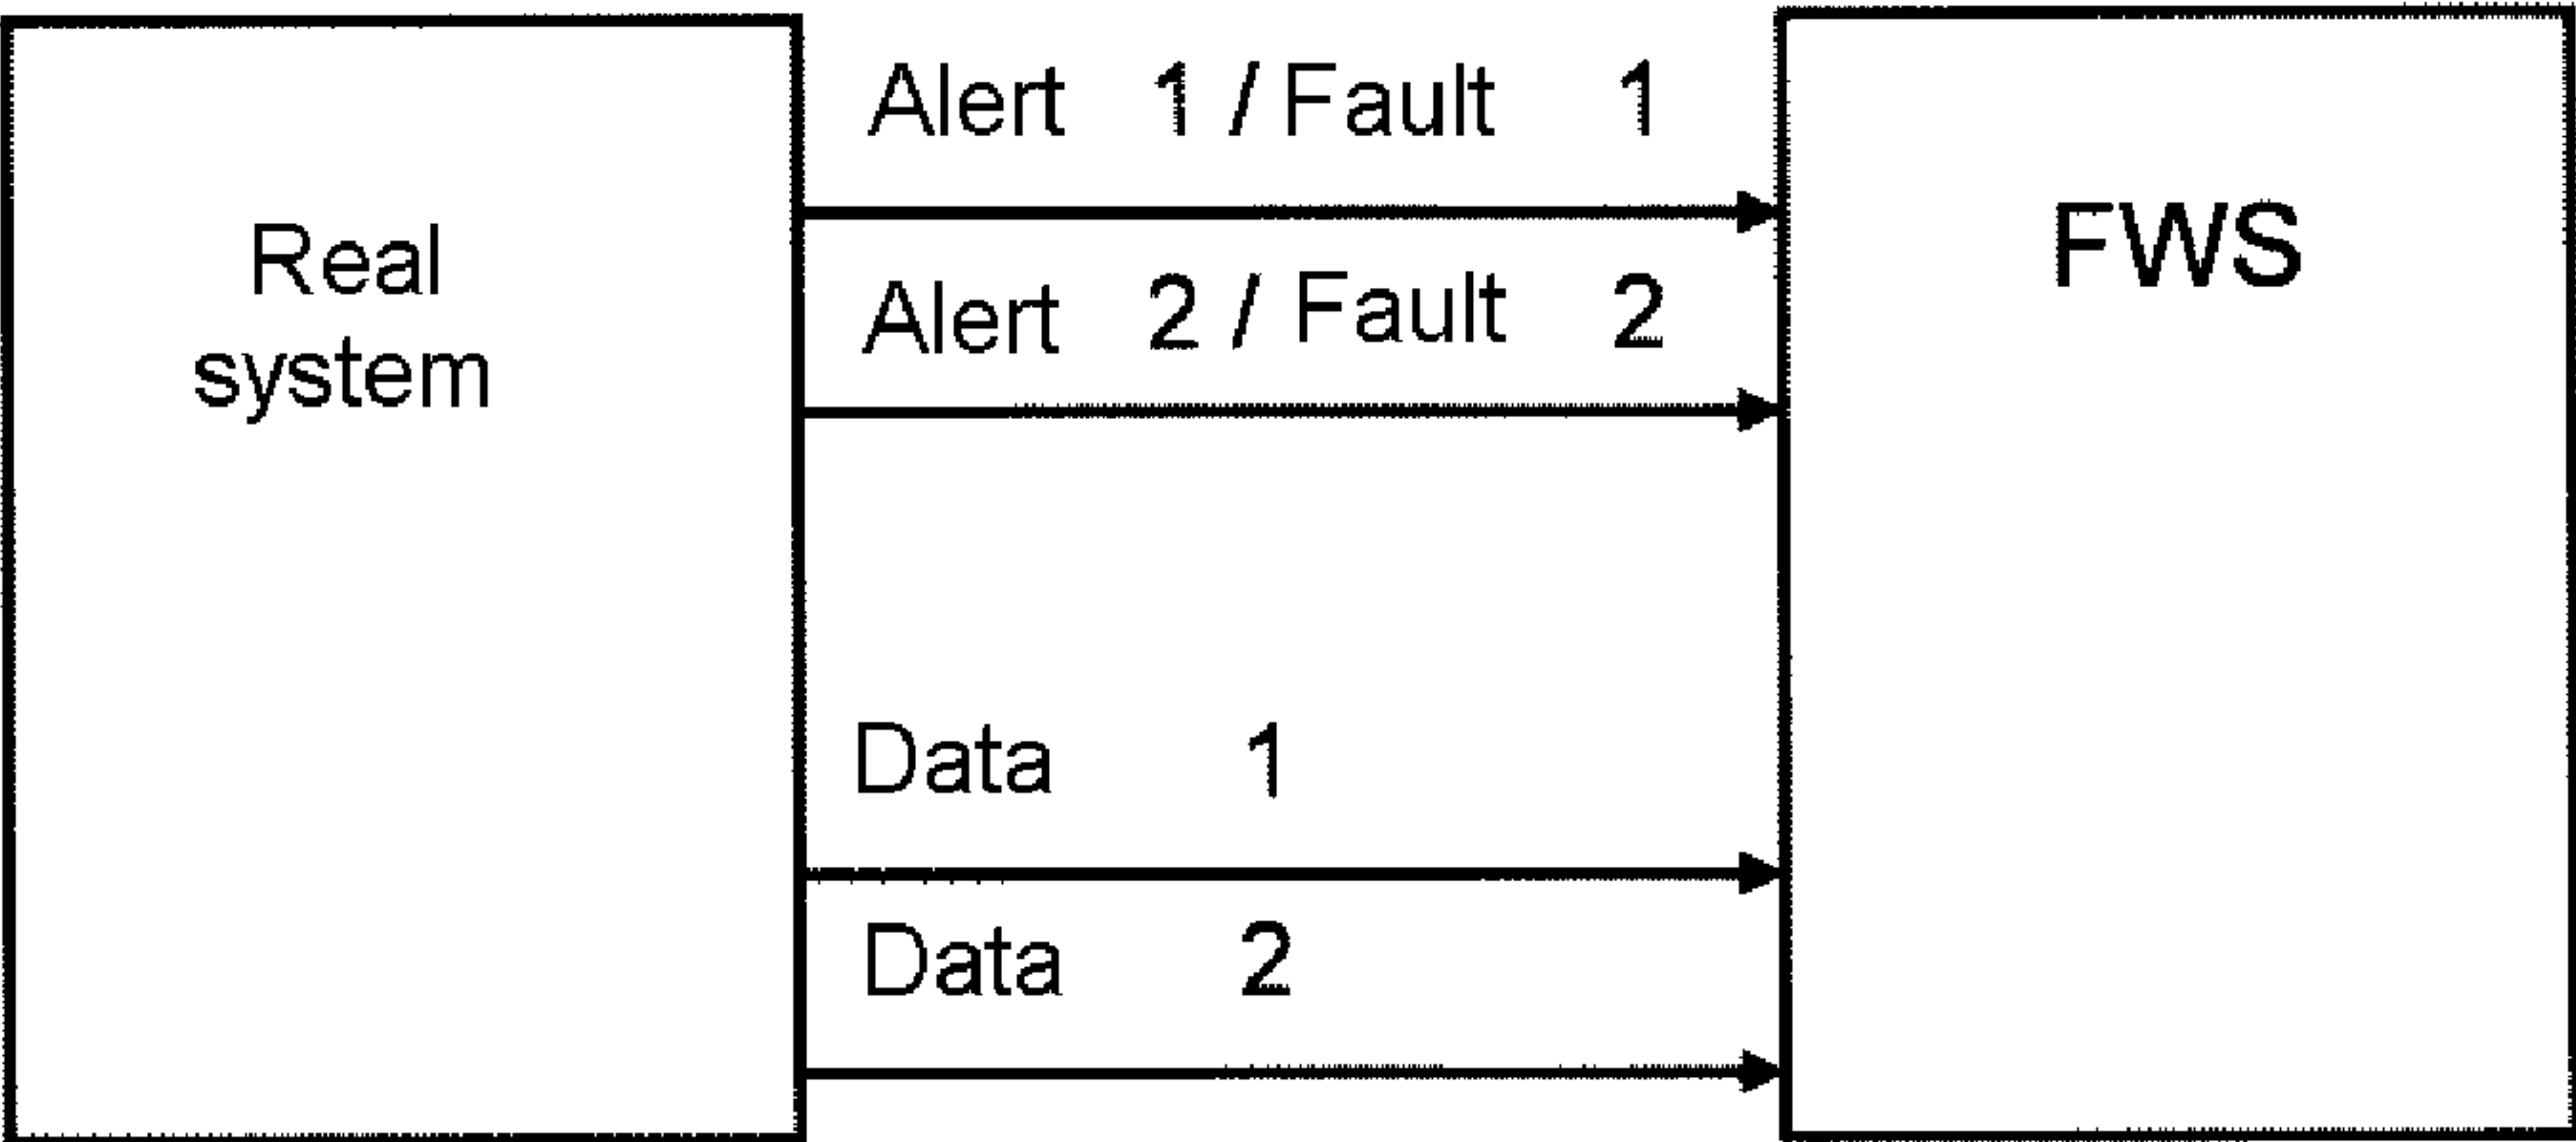 Real
system
Alert 1 / Fault 1
Alert 2 / Fault 2
Data 1
Data 2
FWS